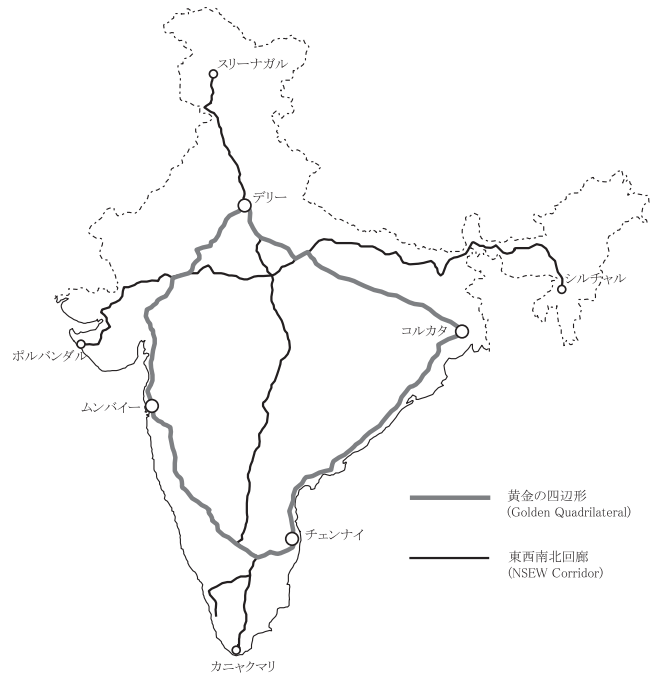 スリーナガル
デリー
シルチャル
コルカタ
ポルバンダル
ムンバイー
黄金の四辺形
(Golden Quadrilateral)
チェンナイ
東西南北回廊
(NSEW Corridor)
カニャクマリ